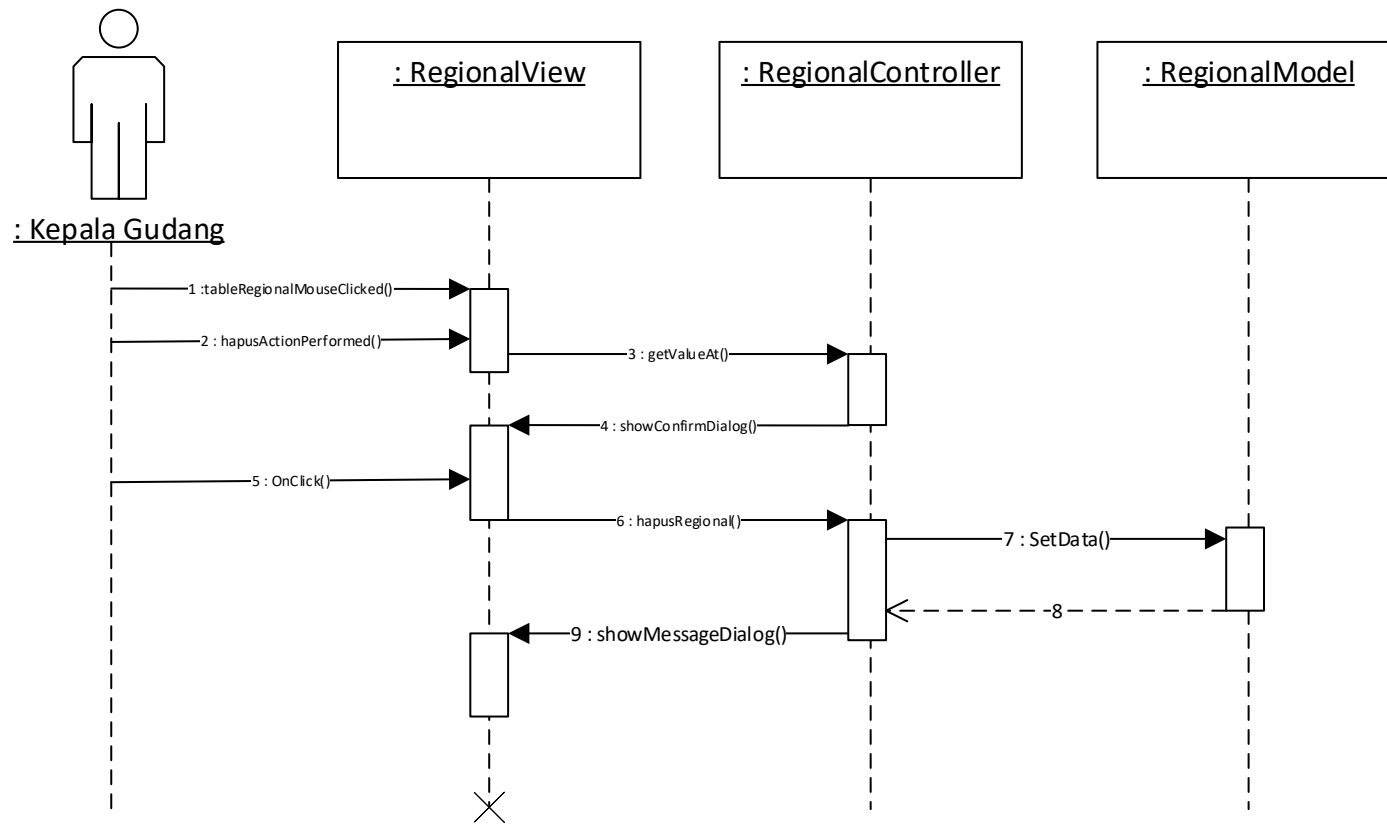 : RegionalView
: RegionalController
: RegionalModel
: Kepala Gudang
1 :tableRegionalMouseClicked()
2 : hapusActionPerformed()
3 : getValueAt()
4 : showConfirmDialog()
5 : OnClick()
6 : hapusRegional()
7 : SetData()
8
9 : showMessageDialog()